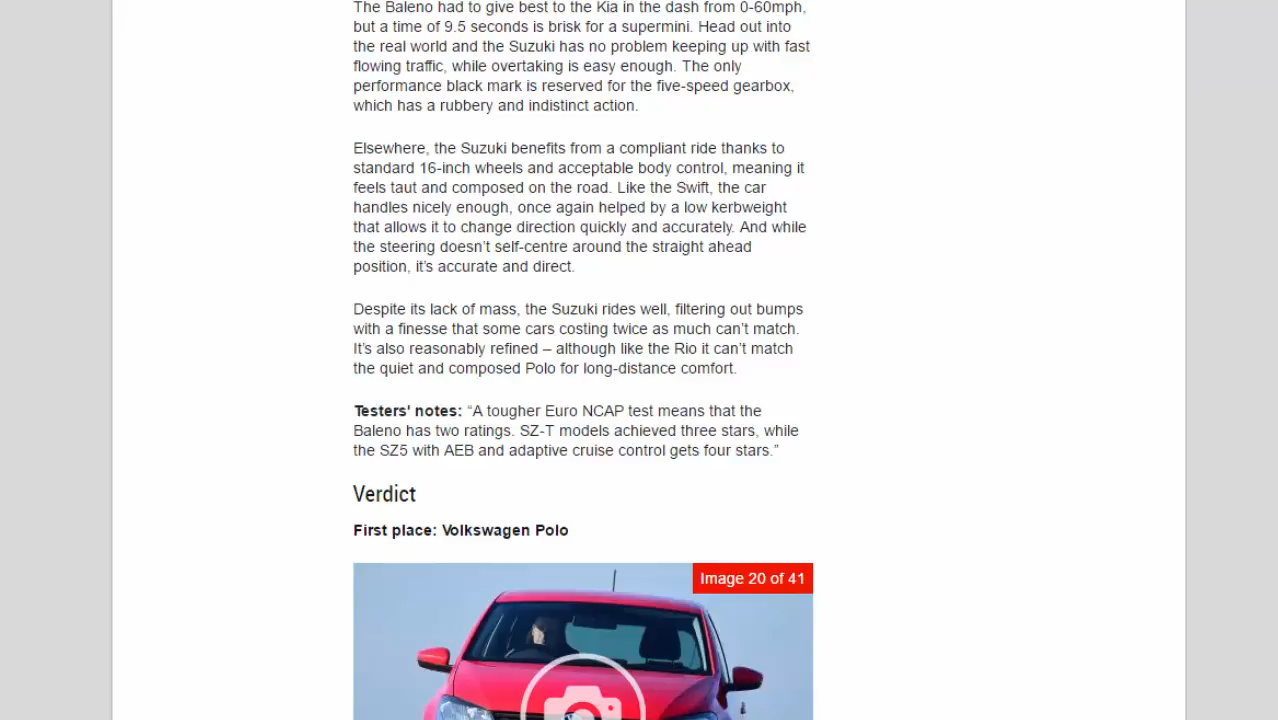 The Baleno had to give best to the Kia in the dash from 0-60mph,
but a time of 9.5 seconds is brisk for a supermini. Head out into
the real world and the Suzuki has no problem keeping up with fast
flowing traffic, while overtaking is easy enough. The only
performance black mark is reserved for the five-speed gearbox,
which has a rubbery and indistinct action.
Elsewhere, the Suzuki benefits from a compliant ride thanks to
standard 16-inch wheels and acceptable body control, meaning it
feels taut and composed on the road. Like the Swift, the car
handles nicely enough, once again helped by a low kerbweight
that allows it to change direction quickly and accurately. And while
the steering doesn’t self-centre around the straight ahead
position, it’s accurate and direct.
Despite its lack of mass, the Suzuki rides well, filtering out bumps
with a finesse that some cars costing twice as much can’t match.
It’s also reasonably refined – although like the Rio it can’t match
the quiet and composed Polo for long-distance comfort.
Testers' notes: “A tougher Euro NCAP test means that the
Baleno has two ratings. SZ-T models achieved three stars, while
the SZ5 with AEB and adaptive cruise control gets four stars.”
Verdict
First place: Volkswagen Polo
Image 20 of 41